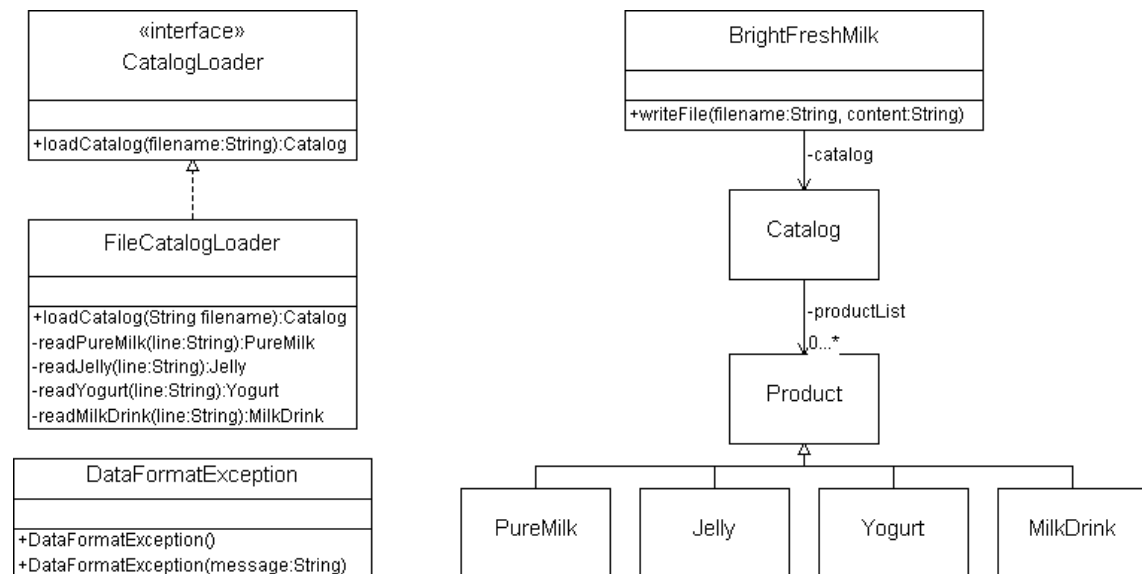 «interface»
CatalogLoader
+loadCatalog(filename:String):Catalog
FileCatalogLoader
+loadCatalog(String filename):Catalog
-readPureMilk(line:String):PureMilk
-readJelly(line:String):Jelly
-readYogurt(line:String):Yogurt
-readMilkDrink(line:String):MilkDrink
DataFormatException
+DataFormatException()
+DataFormatException(message:String)
BrightFreshMilk
+writeFile(filename:String, content:String)
-catalog
Catalog
-productList
0...*
Product
PureMilk
Jelly
Yogurt
MilkDrink